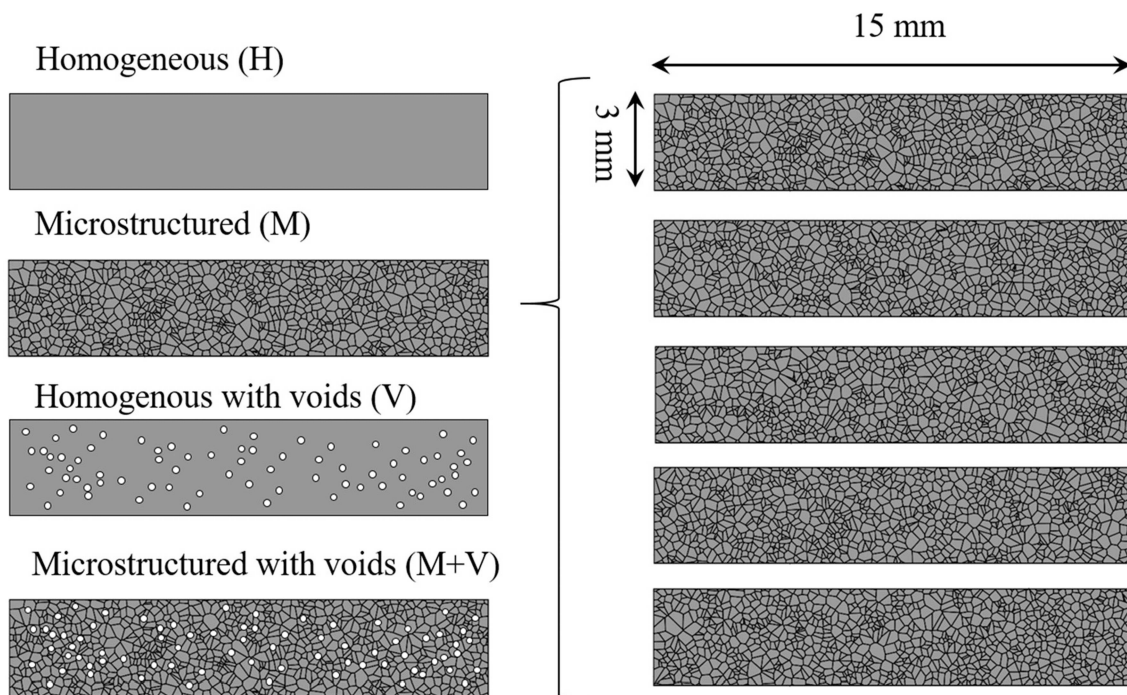 Homogeneous (H)
Microstructured (M)
Homogenous with voids (V)
Microstructured with voids (M+V)
15 mm
3 mm